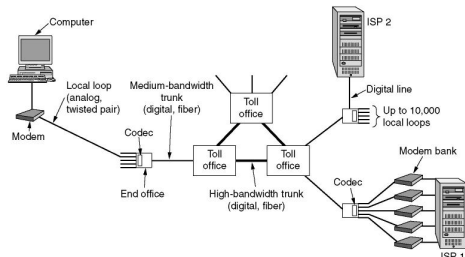 Computer
ISP 2
Local loop
(analog,
twisted pair)
Medium-bandwidth
trunk
(digital, fiber)
Digital line
Toll
office
Up to 10,000
local loops
Modem
Codec
Toll
office
Toll
office
Modem bank
End office
High-bandwidth trunk
(digital, fiber)
Codec
ISP 1